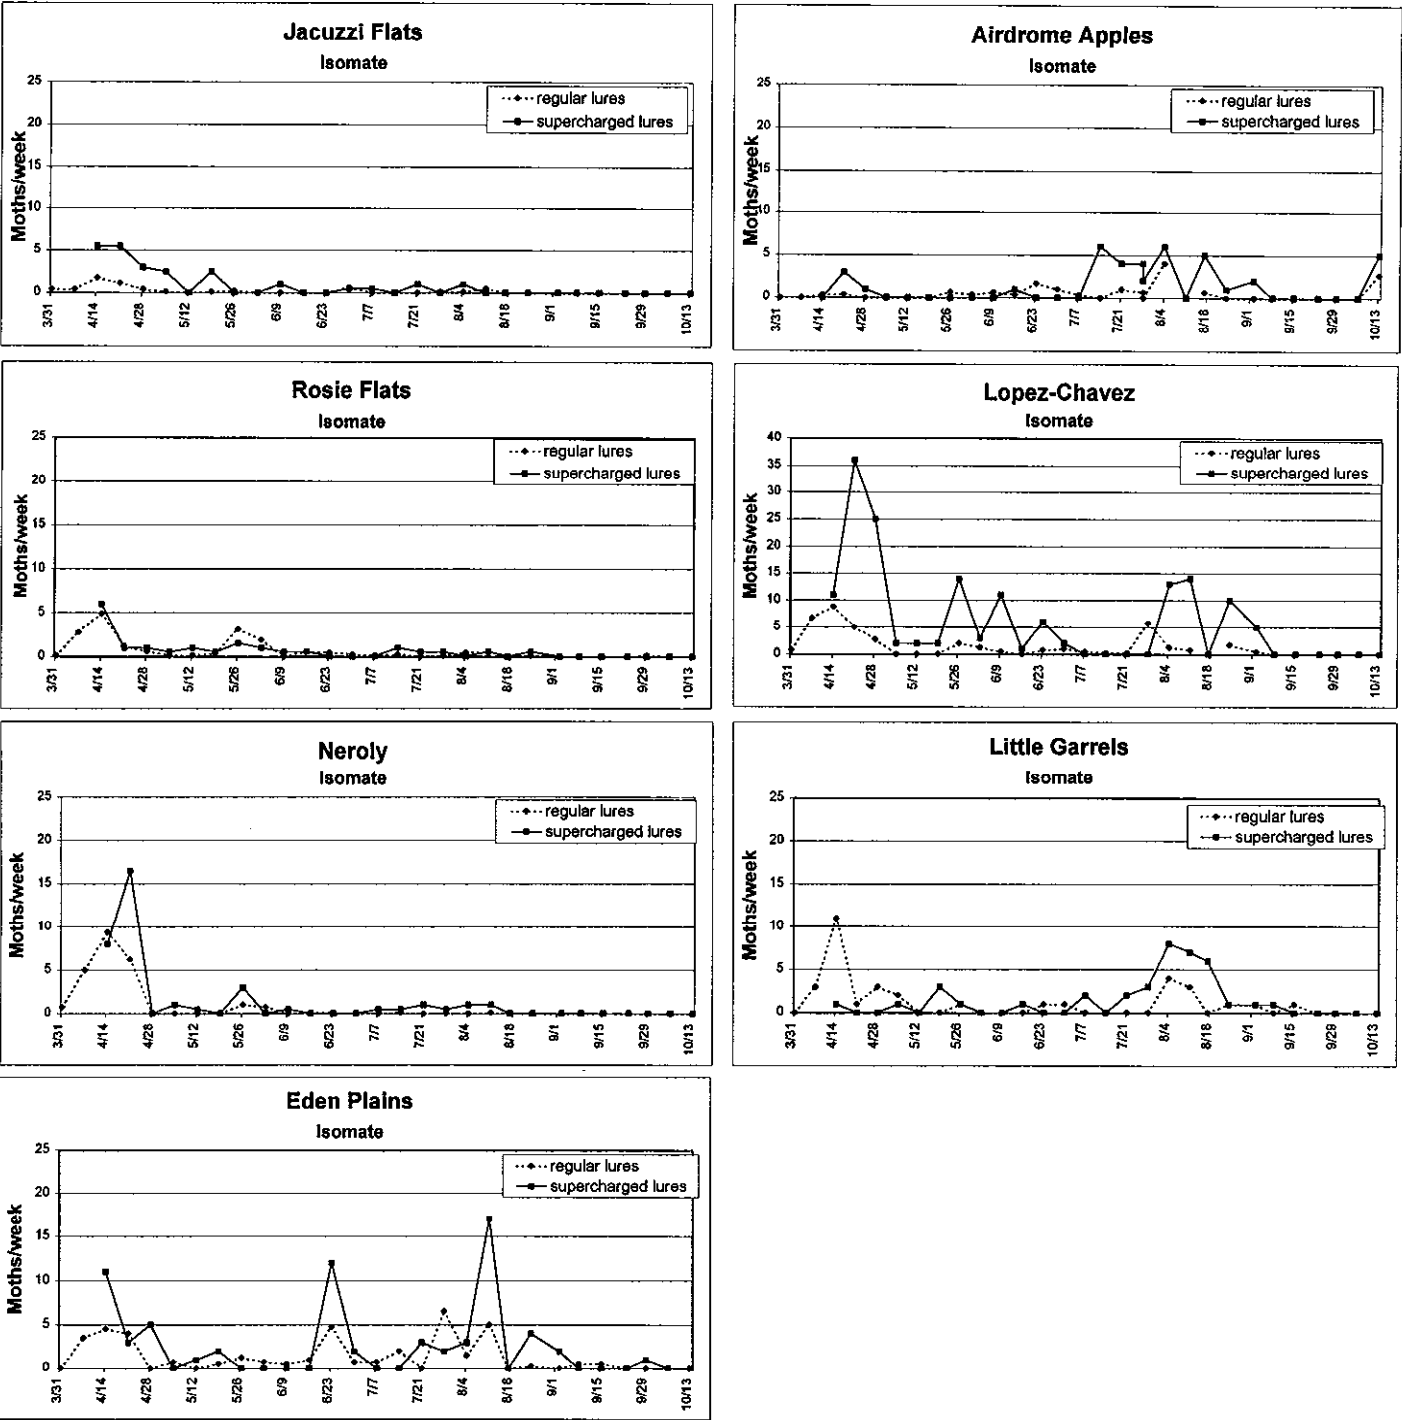 Jacuzzi Flats
Isomate
Moths/week
25
20
15
10
5
0
regular lures
supercharged lures
3/31 4/14 4/28 5/12 5/26 6/9 6/23 7/7 7/21 8/4 8/18 9/1 9/15 9/29 10/13
Airdrome Apples
Isomate
Moths/week
25
20
15
10
5
0
regular lures
supercharged lures
3/31 4/14 4/28 5/12 5/26 6/9 6/23 7/7 7/21 8/4 8/18 9/1 9/15 9/29 10/13
Rosie Flats
Isomate
Moths/week
25
20
15
10
5
0
regular lures
supercharged lures
3/31 4/14 4/28 5/12 5/26 6/9 6/23 7/7 7/21 8/4 8/18 9/1 9/15 9/29 10/13
Lopez-Chavez
Isomate
Moths/week
40
35
30
25
20
15
10
5
0
regular lures
supercharged lures
3/31 4/14 4/28 5/12 5/26 6/9 6/23 7/7 7/21 8/4 8/18 9/1 9/15 9/29 10/13
Neroly
Isomate
Moths/week
25
20
15
10
5
0
regular lures
supercharged lures
3/31 4/14 4/28 5/12 5/26 6/9 6/23 7/7 7/21 8/4 8/18 9/1 9/15 9/29 10/13
Little Garrels
Isomate
Moths/week
25
20
15
10
5
0
regular lures
supercharged lures
3/31 4/14 4/28 5/12 5/26 6/9 6/23 7/7 7/21 8/4 8/18 9/1 9/15 9/29 10/13
Eden Plains
Isomate
Moths/week
25
20
15
10
5
0
regular lures
supercharged lures
3/31 4/14 4/28 5/12 5/26 6/9 6/23 7/7 7/21 8/4 8/18 9/1 9/15 9/29 10/13